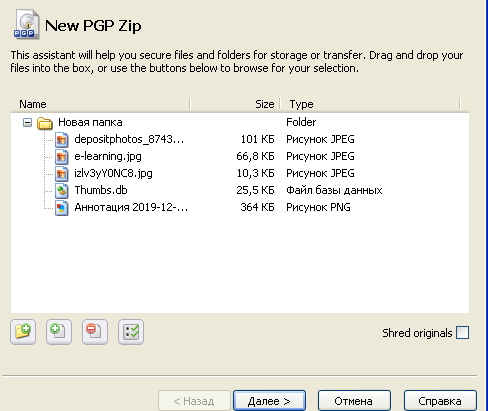 PGP
New PGP Zip
This assistant will help you secure files and folders for storage or transfer. Drag and drop your
files into the box, or use the buttons below to browse for your selection.
Name Size Type
Новая папка Folder
depositphotos_8743... 101 КБ Рисунок JPEG
e-learning.jpg 66,8 КБ Рисунок JPEG
izlv3yY0NC8.jpg 10,3 КБ Рисунок JPEG
Thumbs.db 25,5 КБ Файл базы данных
Аннотация 2019-12-... 364 КБ Рисунок PNG
Shred originals
< Назад Далее > Отмена Справка